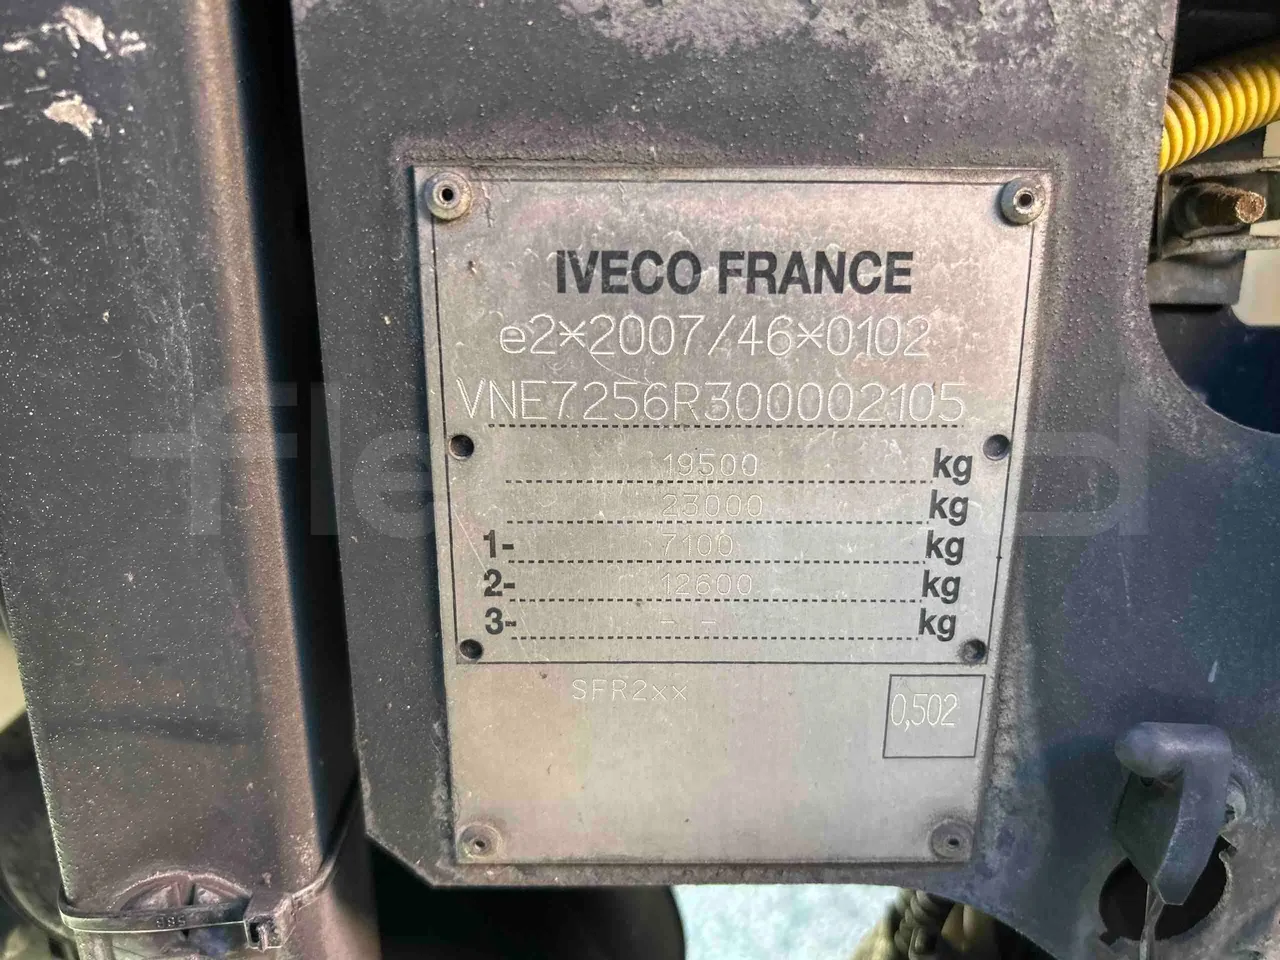 IVECO FRANCE
e2*2007/46*0102
VNE7256R300002105
19500 kg
23000 kg
1- 7100 kg
2- 12600 kg
3- - - kg
SFR2xx
0,502